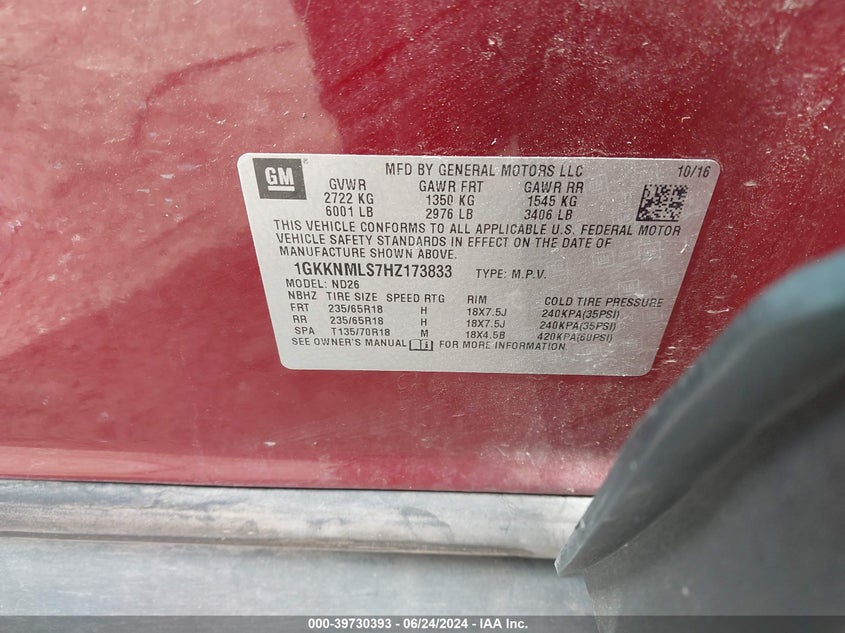 GM
MFD BY GENERAL MOTORS LLC 10/16
GVWR GAWR FRT GAWR RR
2722 KG 1350 KG 1545 KG
6001 LB 2976 LB 3406 LB
THIS VEHICLE CONFORMS TO ALL APPLICABLE U.S. FEDERAL MOTOR
VEHICLE SAFETY STANDARDS IN EFFECT ON THE DATE OF
MANUFACTURE SHOWN ABOVE.
1GKKNMLS7HZ173833 TYPE: M.P.V.
MODEL: ND26
NBHZ TIRE SIZE SPEED RTG RIM COLD TIRE PRESSURE
FRT 235/65R18 H 18X7.5J 240KPA(35PSI)
RR 235/65R18 H 18X7.5J 240KPA(35PSI)
SPA T135/70R18 M 18X4.5B 420KPA(60PSI)
SEE OWNER'S MANUAL FOR MORE INFORMATION.
000-39730393 / 06/24/2024 / IAA Inc.